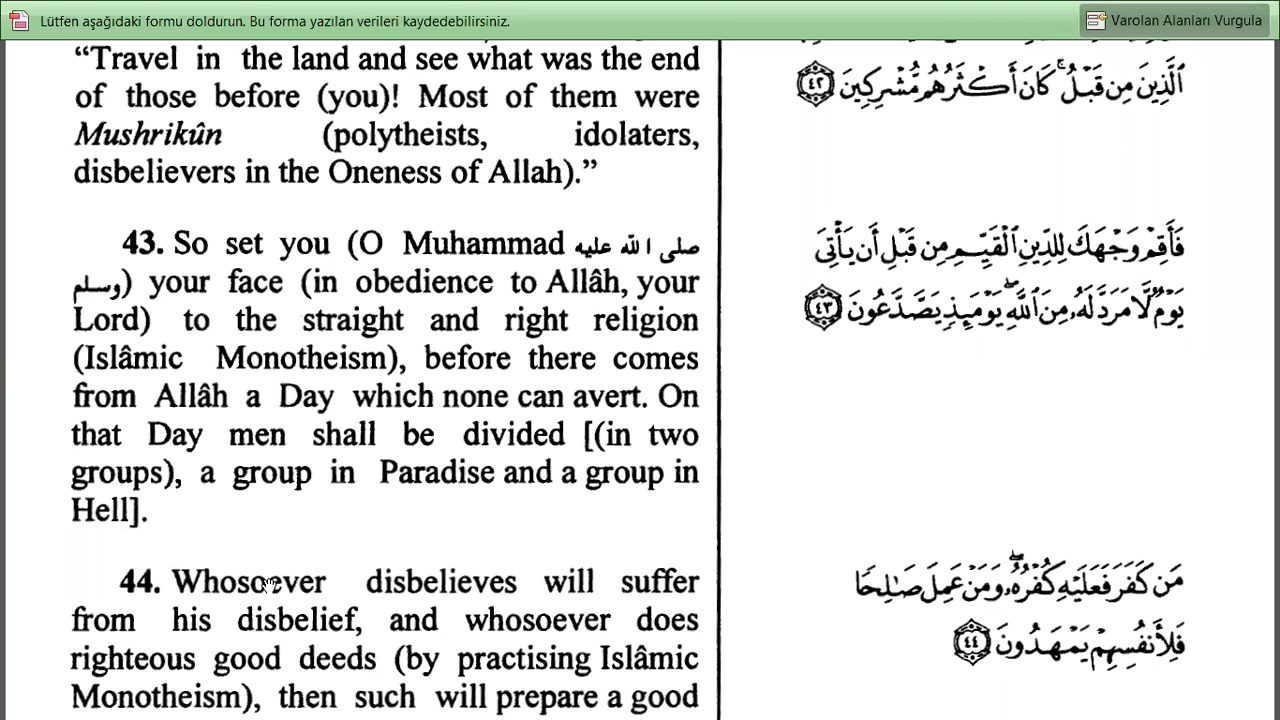 Lütfen aşağıdaki formu doldurun. Bu forma yazılan verileri kaydedebilirsiniz.
Varolan Alanları Vurgula
“Travel in the land and see what was the end
of those before (you)! Most of them were
Mushrikûn (polytheists, idolaters,
disbelievers in the Oneness of Allah).”
43. So set you (O Muhammad صلى الله عليه
وسلم) your face (in obedience to Allâh, your
Lord) to the straight and right religion
(Islâmic Monotheism), before there comes
from Allâh a Day which none can avert. On
that Day men shall be divided [(in two
groups), a group in Paradise and a group in
Hell].
44. Whosoever disbelieves will suffer
from his disbelief, and whosoever does
righteous good deeds (by practising Islâmic
Monotheism), then such will prepare a good
ٱلَّذِينَ مِن قَبْلُ ۚ كَانَ أَكْثَرُهُم مُّشْرِكِينَ ٤٢
فَأَقِمْ وَجْهَكَ لِلدِّينِ ٱلْقَيِّمِ مِن قَبْلِ أَن يَأْتِىَ
يَوْمٌ لَّا مَرَدَّ لَهُۥ مِنَ ٱللَّهِ ۖ يَوْمَئِذٍ يَصَّدَّعُونَ ٤٣
مَن كَفَرَ فَعَلَيْهِ كُفْرُهُۥ ۖ وَمَنْ عَمِلَ صَٰلِحًا
فَلِأَنفُسِهِمْ يَمْهَدُونَ ٤٤